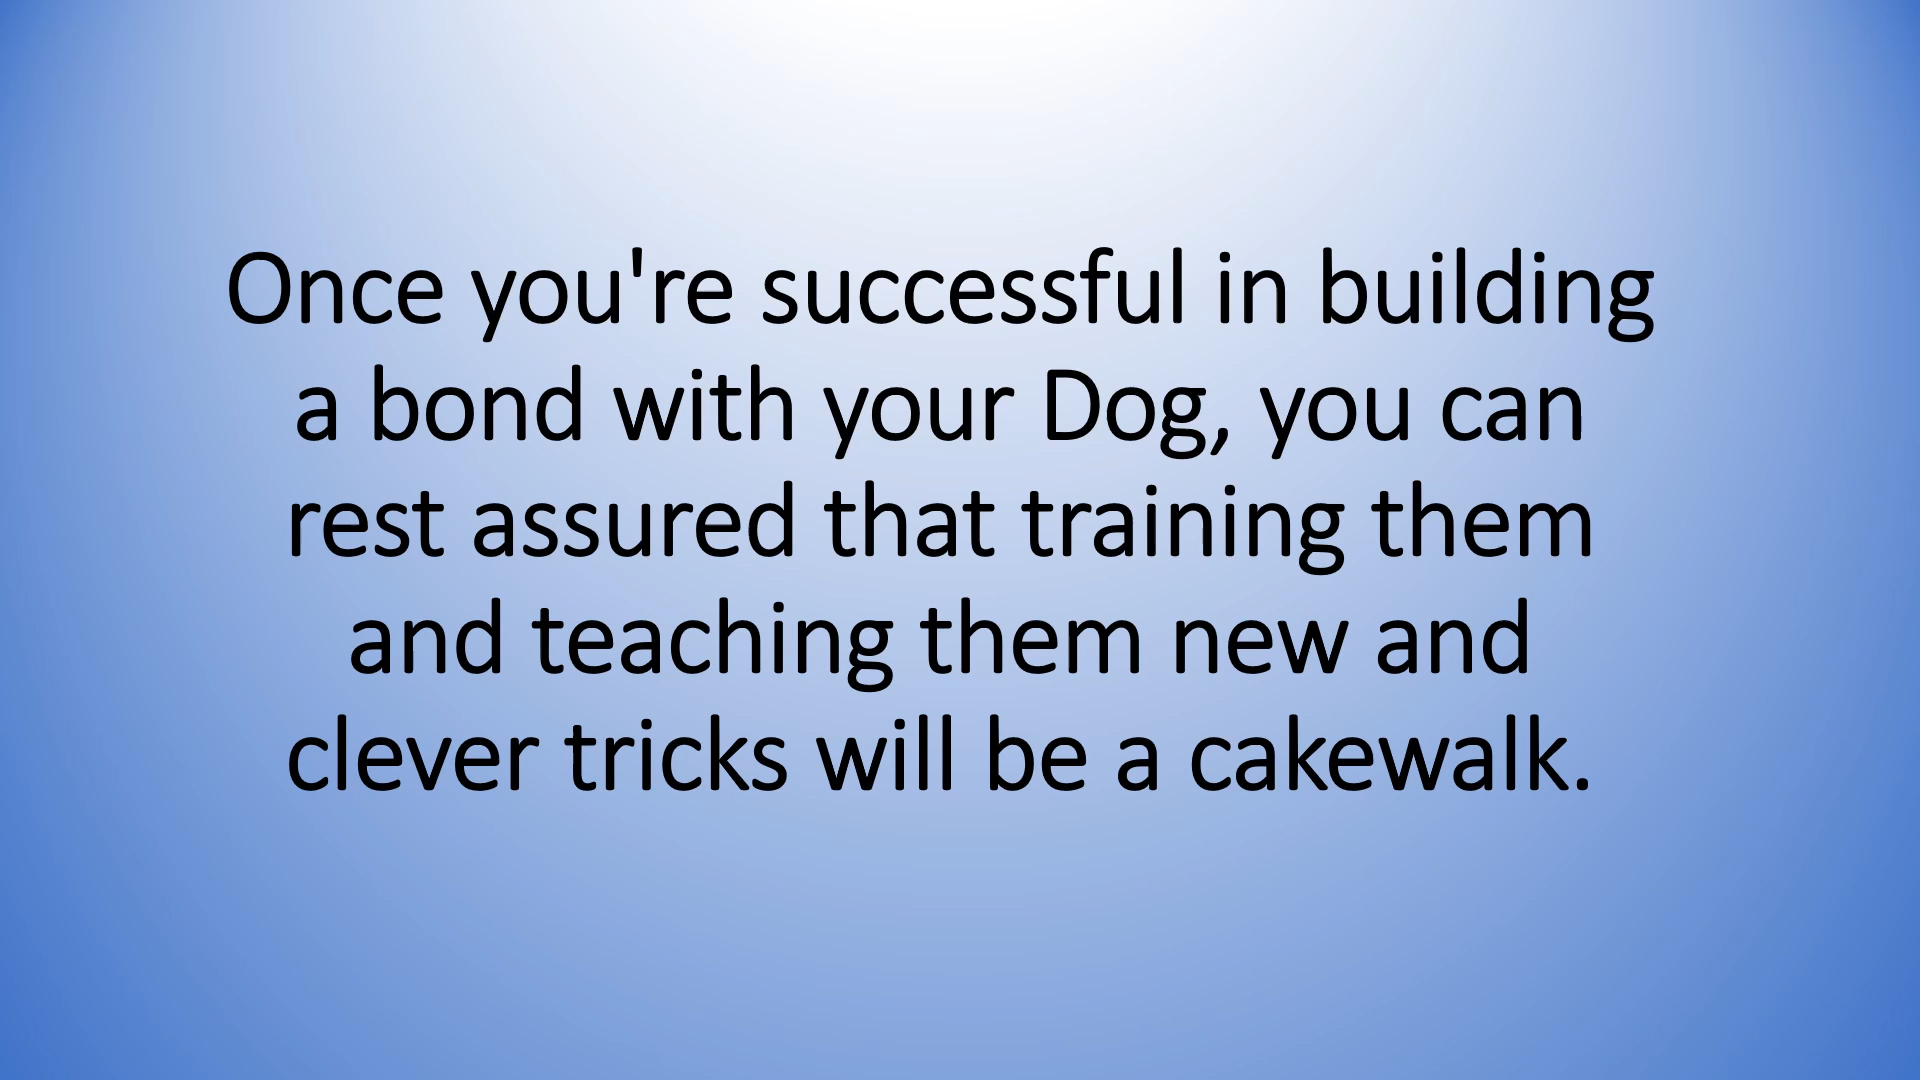 Once you're successful in building
a bond with your Dog, you can
rest assured that training them
and teaching them new and
clever tricks will be a cakewalk.